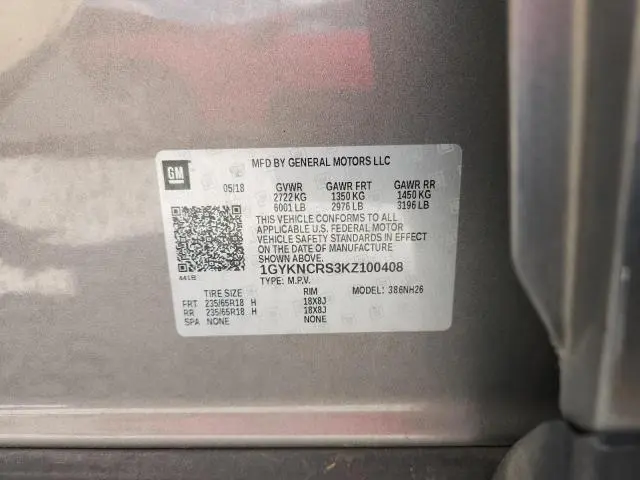 GM
MFD BY GENERAL MOTORS LLC
05/18 GVWR GAWR FRT GAWR RR
2722 KG 1350 KG 1450 KG
6001 LB 2976 LB 3196 LB
THIS VEHICLE CONFORMS TO ALL
APPLICABLE U.S. FEDERAL MOTOR
VEHICLE SAFETY STANDARDS IN EFFECT
ON THE DATE OF MANUFACTURE
SHOWN ABOVE.
441B 1GYKNCRS3KZ100408
TYPE: M.P.V.
TIRE SIZE RIM MODEL: 386NH26
FRT 235/65R18 H 18X8J
RR 235/65R18 H 18X8J
SPA NONE NONE